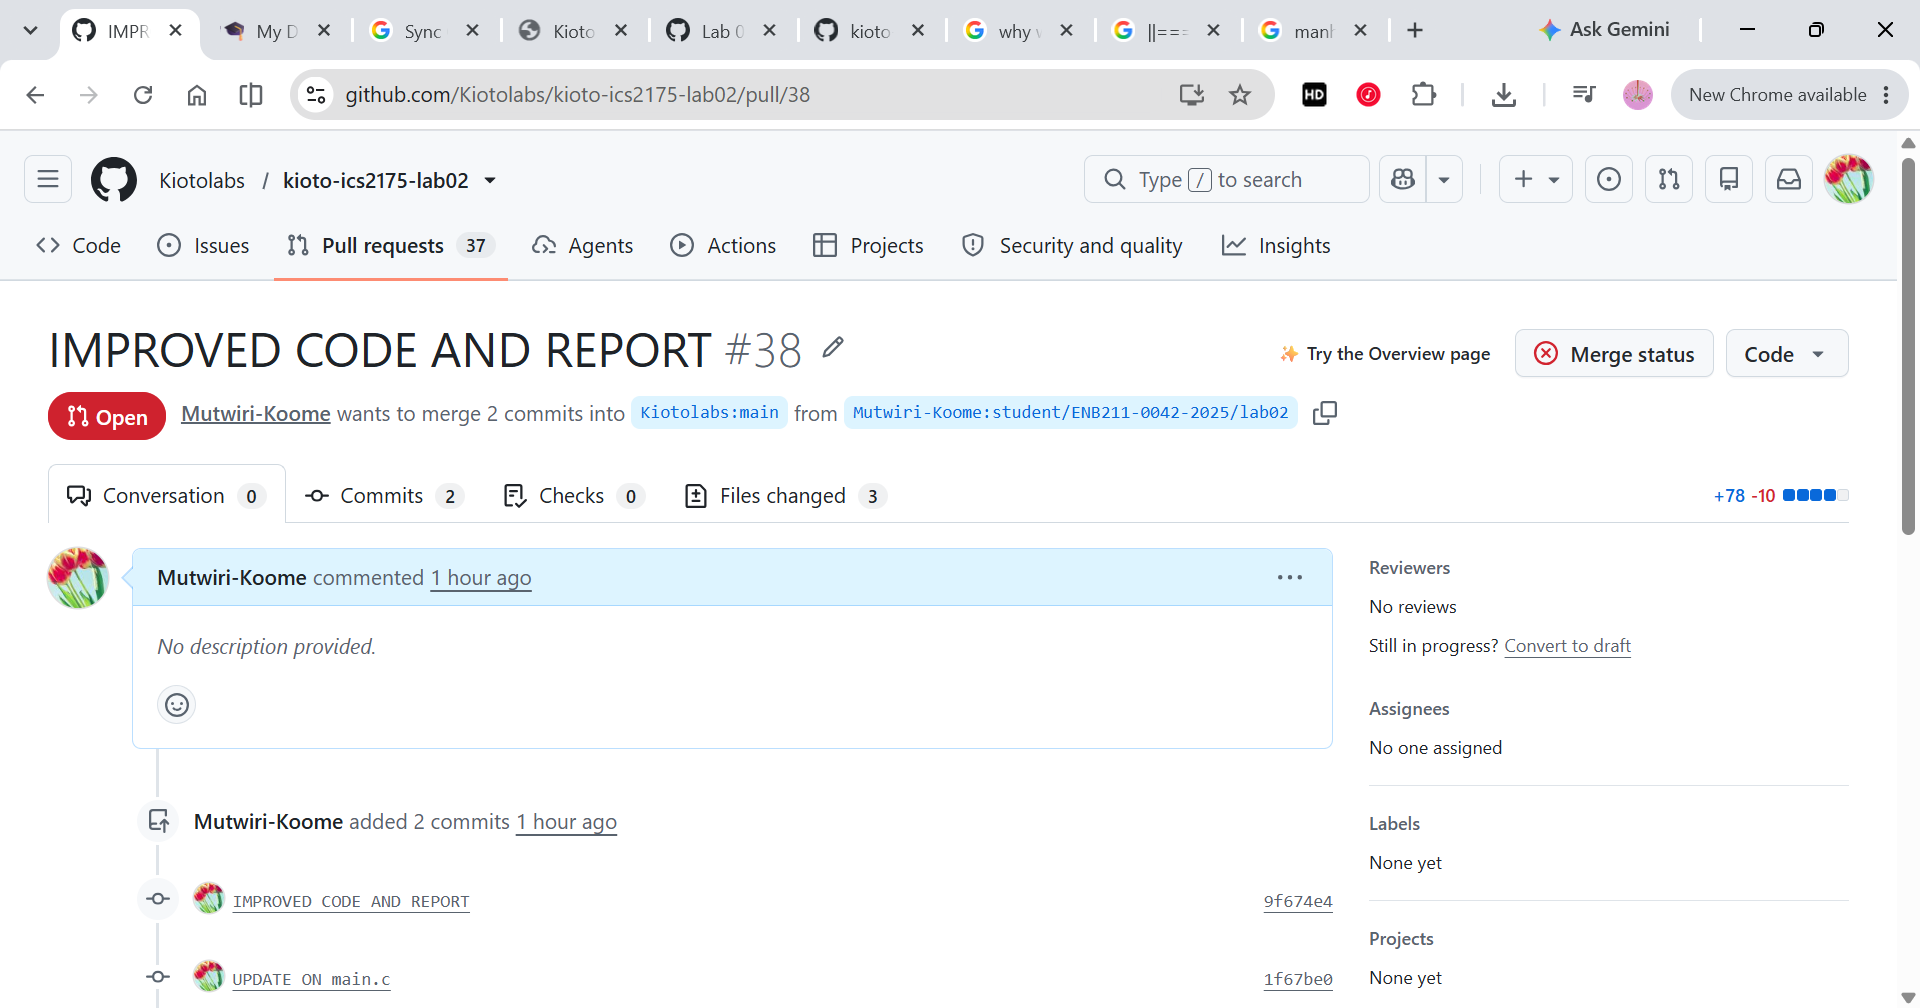 IMPR
My D
Sync
Kioto
Lab 0
kioto
why w
||===
manh
Ask Gemini
github.com/Kiotolabs/kioto-ics2175-lab02/pull/38
HD
New Chrome available
Kiotolabs / kioto-ics2175-lab02
Type / to search
Code
Issues
Pull requests 37
Agents
Actions
Projects
Security and quality
Insights
IMPROVED CODE AND REPORT #38
Try the Overview page
Merge status
Code
Open
Mutwiri-Koome wants to merge 2 commits into Kiotolabs:main from Mutwiri-Koome:student/ENB211-0042-2025/lab02
Conversation 0
Commits 2
Checks 0
Files changed 3
+78 -10
Mutwiri-Koome commented 1 hour ago
No description provided.
Mutwiri-Koome added 2 commits 1 hour ago
IMPROVED CODE AND REPORT
9f674e4
UPDATE ON main.c
1f67be0
Reviewers
No reviews
Still in progress? Convert to draft
Assignees
No one assigned
Labels
None yet
Projects
None yet